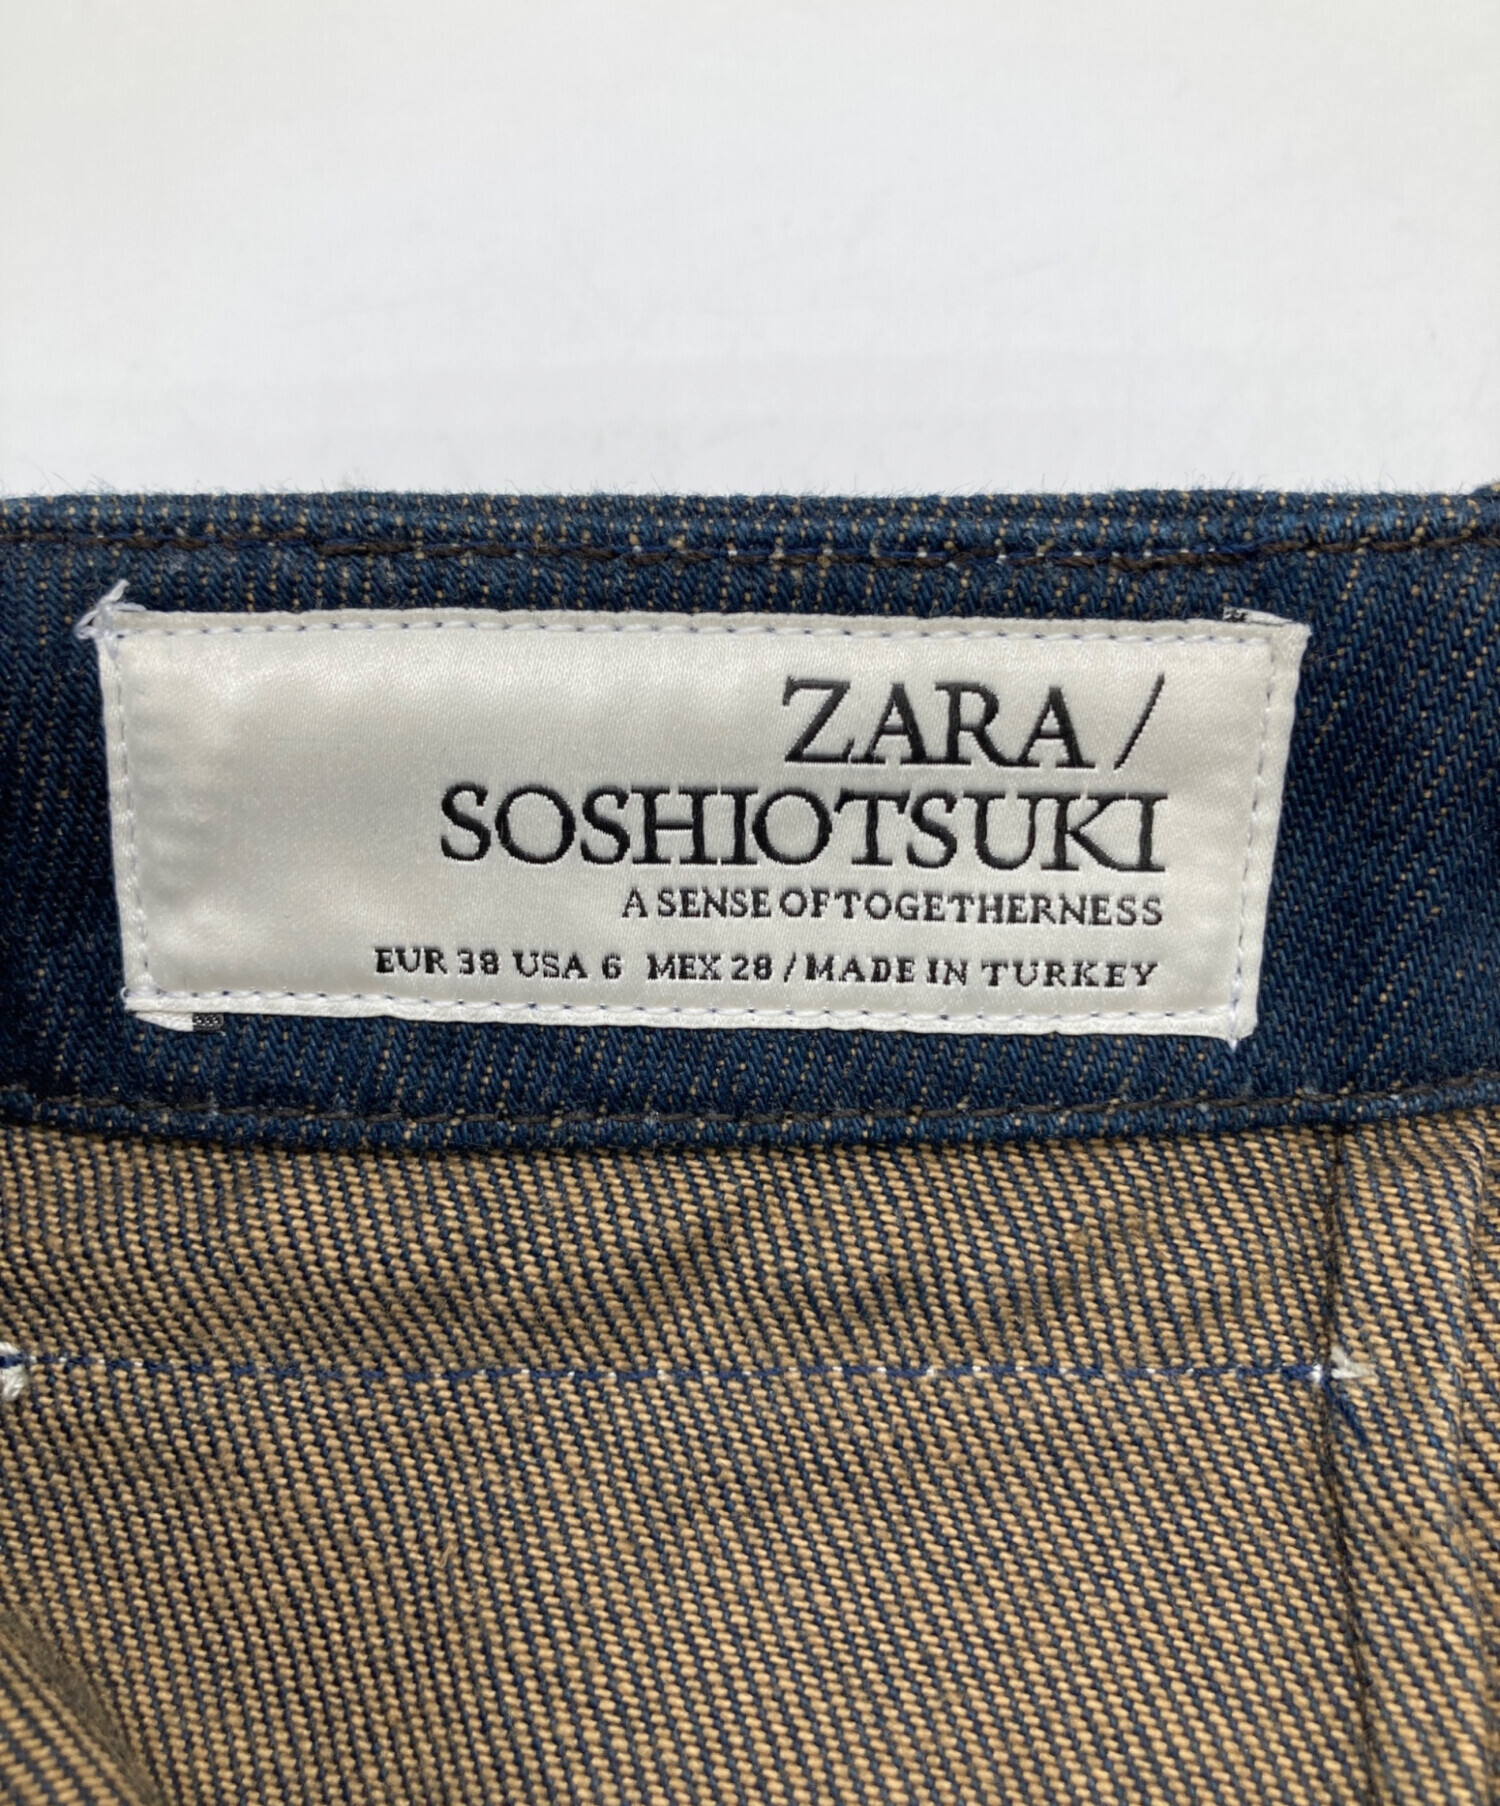 ZARA /
SOSHIOTSUKI
A SENSE OF TOGETHERNESS
EUR 38 USA 6 MEX 28 / MADE IN TURKEY